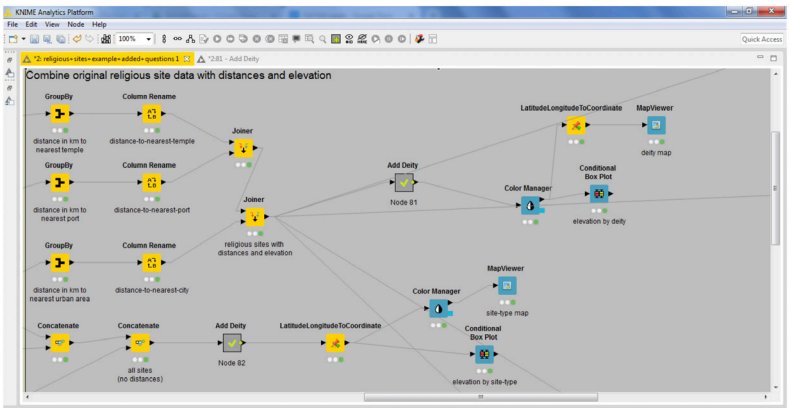 KNIME Analytics Platform
File Edit View Node Help
100%
Quick Access
*2: religious+sites+example+added+questions 1
*2:81 - Add Deity
Combine original religious site data with distances and elevation
GroupBy
Column Rename
distance in km to
nearest temple
distance-to-nearest-temple
Joiner
LatitudeLongitudeToCoordinate
MapViewer
deity map
GroupBy
Column Rename
distance in km to
nearest port
distance-to-nearest-port
Joiner
religious sites with
distances and elevation
Add Deity
Node 81
Color Manager
Conditional
Box Plot
elevation by deity
GroupBy
Column Rename
distance in km to
nearest urban area
distance-to-nearest-city
Color Manager
MapViewer
site-type map
Concatenate
Concatenate
all sites
(no distances)
Add Deity
Node 82
LatitudeLongitudeToCoordinate
Conditional
Box Plot
elevation by site-type